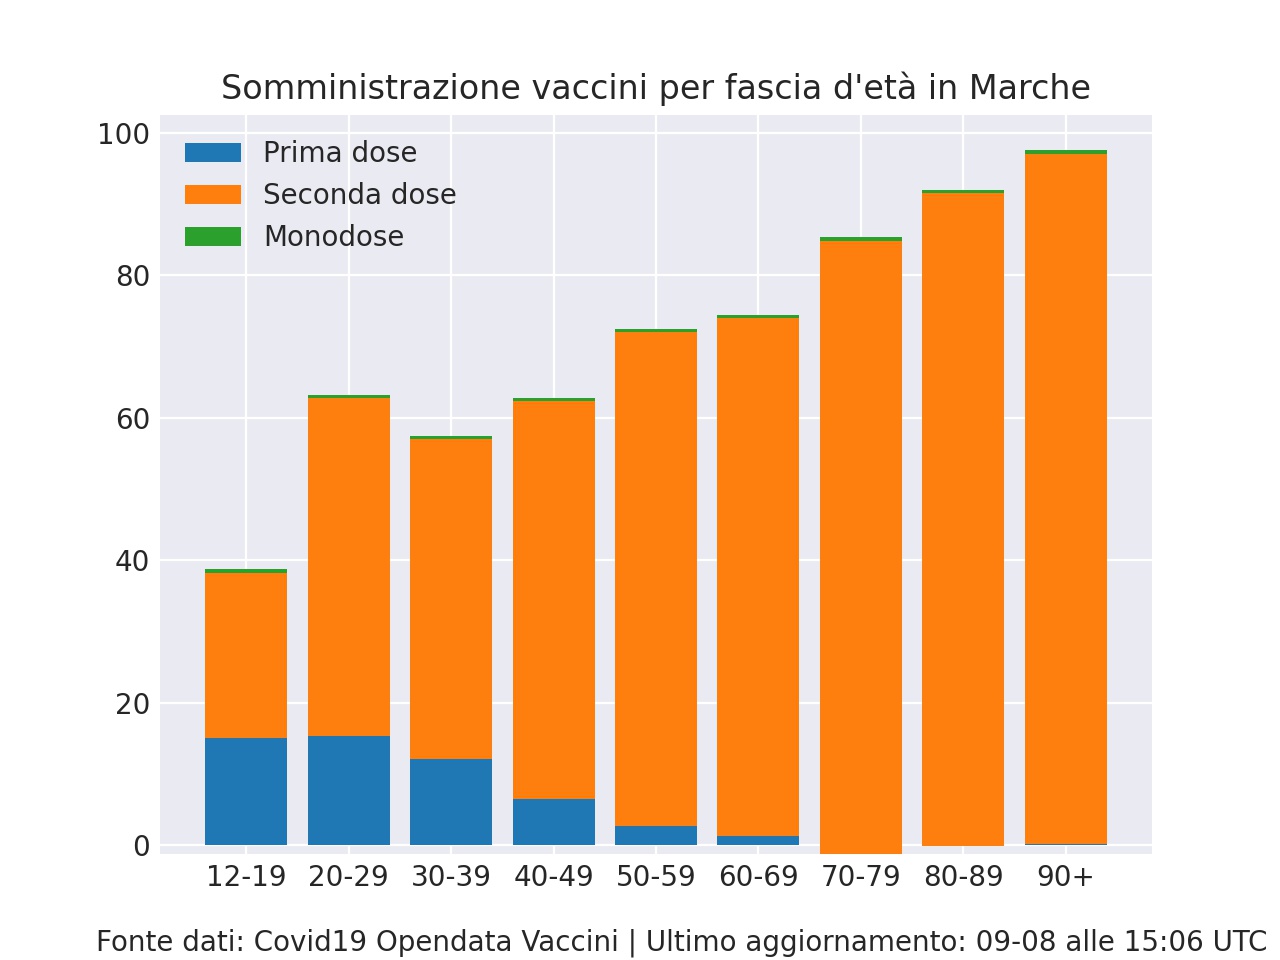 Somministrazione vaccini per fascia d'età in Marche
100
80
60
40
20
0
Prima dose
Seconda dose
Monodose
12-19 20-29 30-39 40-49 50-59 60-69 70-79 80-89 90+
Fonte dati: Covid19 Opendata Vaccini | Ultimo aggiornamento: 09-08 alle 15:06 UTC